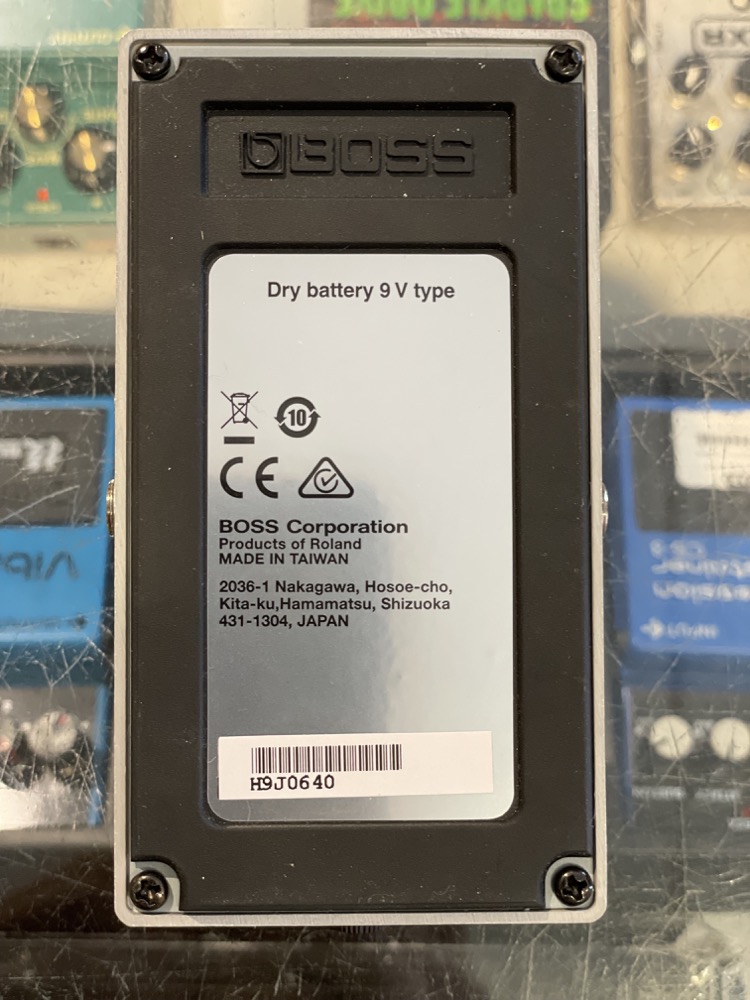 BOSS
Dry battery 9 V type
10
CE
BOSS Corporation
Products of Roland
MADE IN TAIWAN
2036-1 Nakagawa, Hosoe-cho,
Kita-ku,Hamamatsu, Shizuoka
431-1304, JAPAN
H9J0640